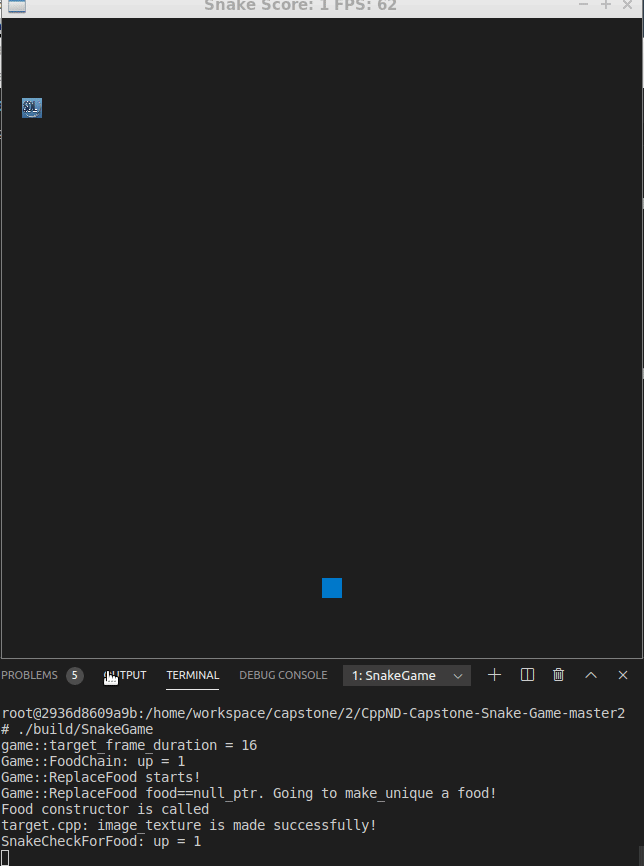 Snake Score: 1 FPS: 62
PROBLEMS 5 OUTPUT TERMINAL DEBUG CONSOLE 1: SnakeGame
root@2936d8609a9b:/home/workspace/capstone/2/CppND-Capstone-Snake-Game-master2
# ./build/SnakeGame
game::target_frame_duration = 16
Game::FoodChain: up = 1
Game::ReplaceFood starts!
Game::ReplaceFood food==null_ptr. Going to make_unique a food!
Food constructor is called
target.cpp: image_texture is made successfully!
SnakeCheckForFood: up = 1